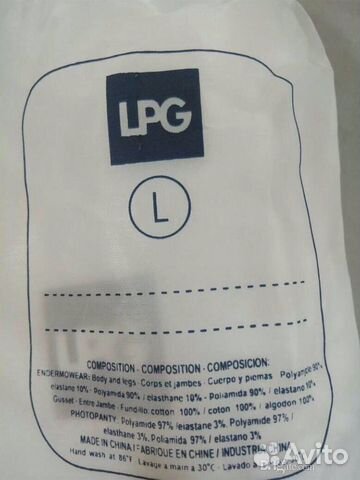 LPG
L
COMPOSITION - COMPOSITION - COMPOSICION:
ENDERMOWEAR: Body and legs - Corps et jambes - Cuerpo y piernas Polyamide 90%
elastane 10% - Polyamida 90% / elasthane 10% - Poliamida 90% / elastano 10%
Gusset - Entre Jambe - Fundillo: cotton 100% / coton 100% / algodon 100%
PHOTOPANTY: Polyamide 97% /elastane 3%, Polyamide 97% /
elasthane 3%, Poliamida 97% / elastano 3%
MADE IN CHINA / FABRIQUE EN CHINE / INDUSTRIA CHINA
Hand wash at 86°F Lavage a main a 30°C - Lavado a
Avito